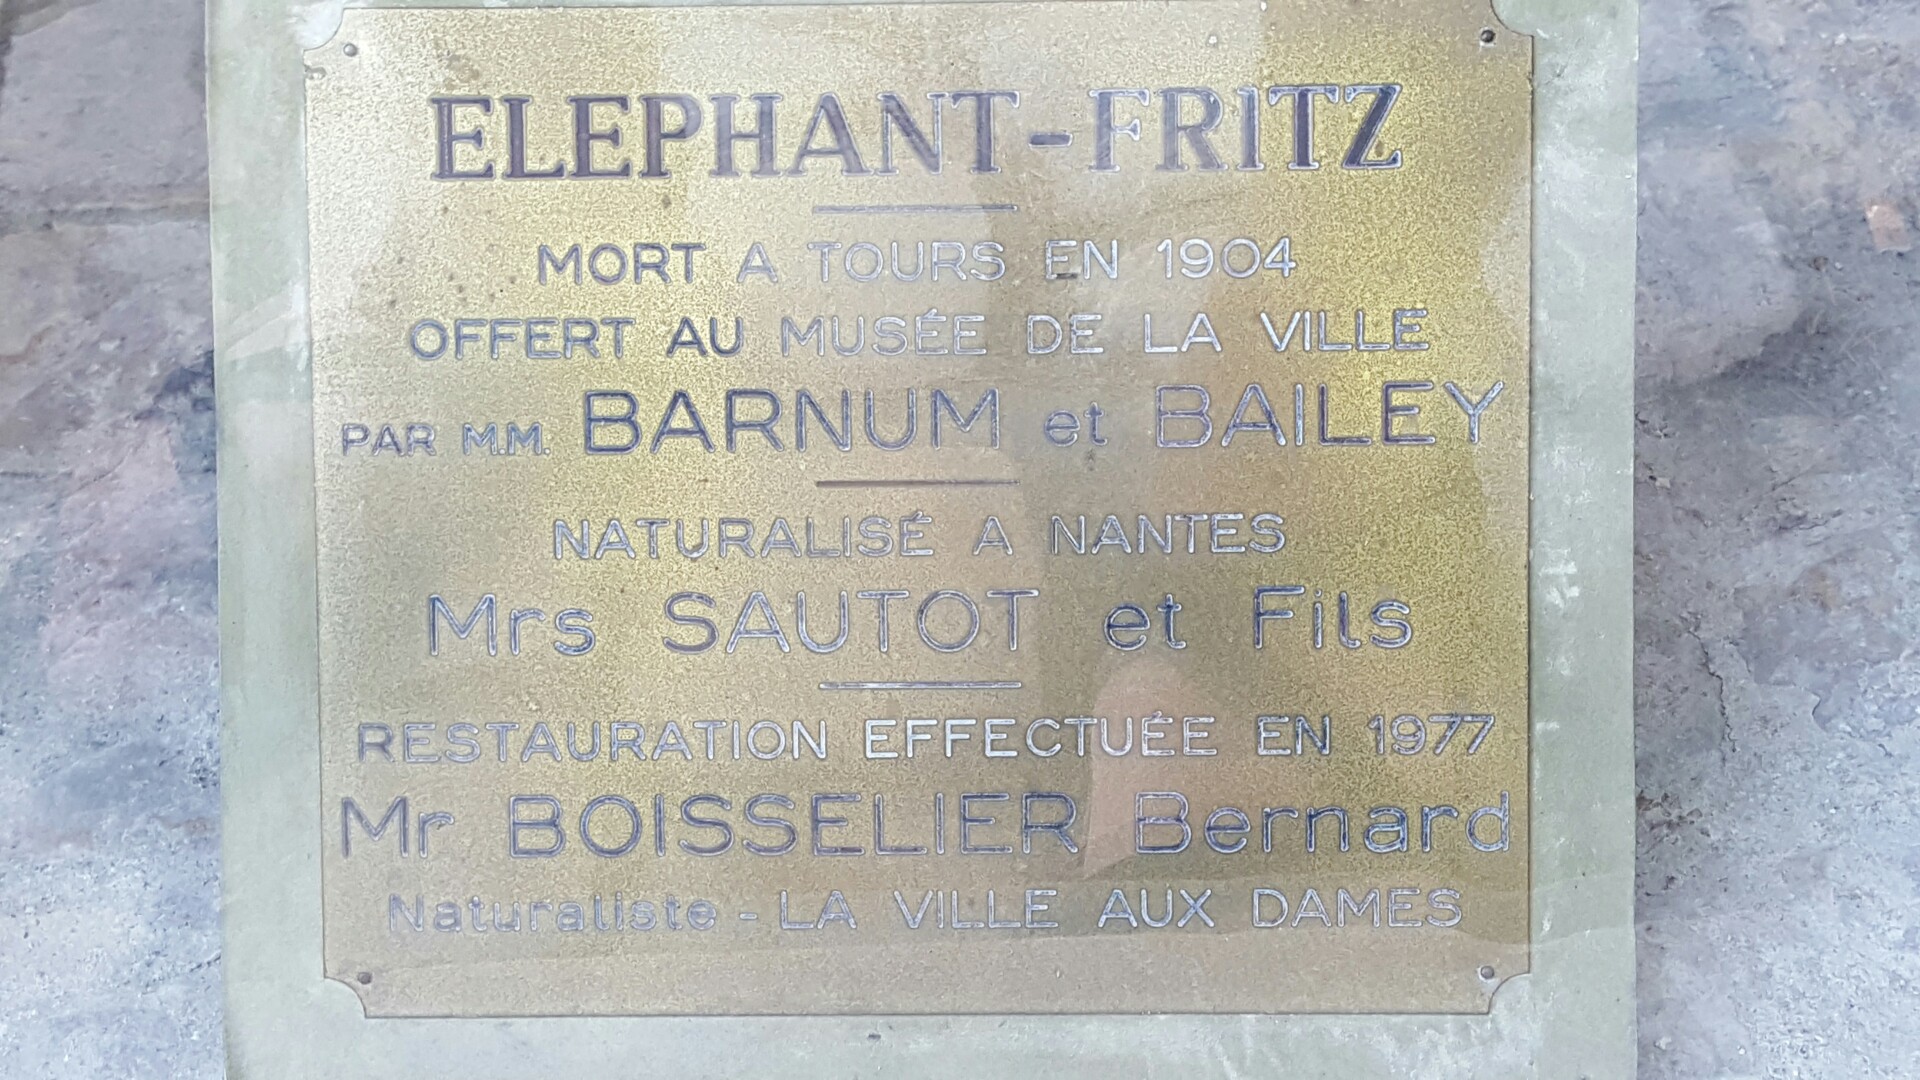 ELEPHANT-FRITZ
MORT A TOURS EN 1904
OFFERT AU MUSÉE DE LA VILLE
PAR M.M. BARNUM et BAILEY
NATURALISÉ A NANTES
Mrs SAUTOT et Fils
RESTAURATION EFFECTUÉE EN 1977
Mr BOISSELIER Bernard
Naturaliste - LA VILLE AUX DAMES